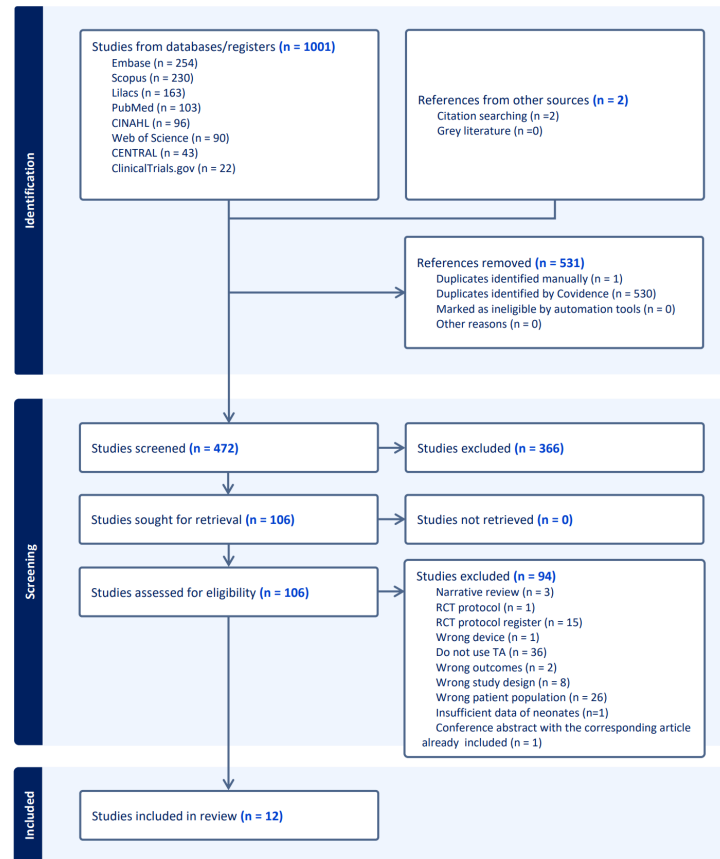 Identification
Studies from databases/registers (n = 1001)
Embase (n = 254)
Scopus (n = 230)
Lilacs (n = 163)
PubMed (n = 103)
CINAHL (n = 96)
Web of Science (n = 90)
CENTRAL (n = 43)
ClinicalTrials.gov (n = 22)
References from other sources (n = 2)
Citation searching (n =2)
Grey literature (n =0)
References removed (n = 531)
Duplicates identified manually (n = 1)
Duplicates identified by Covidence (n = 530)
Marked as ineligible by automation tools (n = 0)
Other reasons (n = 0)
Screening
Studies screened (n = 472)
Studies excluded (n = 366)
Studies sought for retrieval (n = 106)
Studies not retrieved (n = 0)
Studies assessed for eligibility (n = 106)
Studies excluded (n = 94)
Narrative review (n = 3)
RCT protocol (n = 1)
RCT protocol register (n = 15)
Wrong device (n = 1)
Do not use TA (n = 36)
Wrong outcomes (n = 2)
Wrong study design (n = 8)
Wrong patient population (n = 26)
Insufficient data of neonates (n=1)
Conference abstract with the corresponding article
already included (n = 1)
Included
Studies included in review (n = 12)